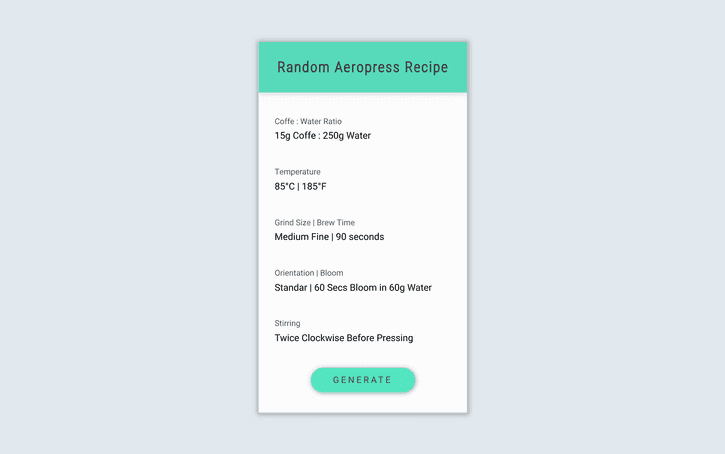 Random Aeropress Recipe
Coffe : Water Ratio
15g Coffe : 250g Water
Temperature
85°C | 185°F
Grind Size | Brew Time
Medium Fine | 90 seconds
Orientation | Bloom
Standar | 60 Secs Bloom in 60g Water
Stirring
Twice Clockwise Before Pressing
GENERATE